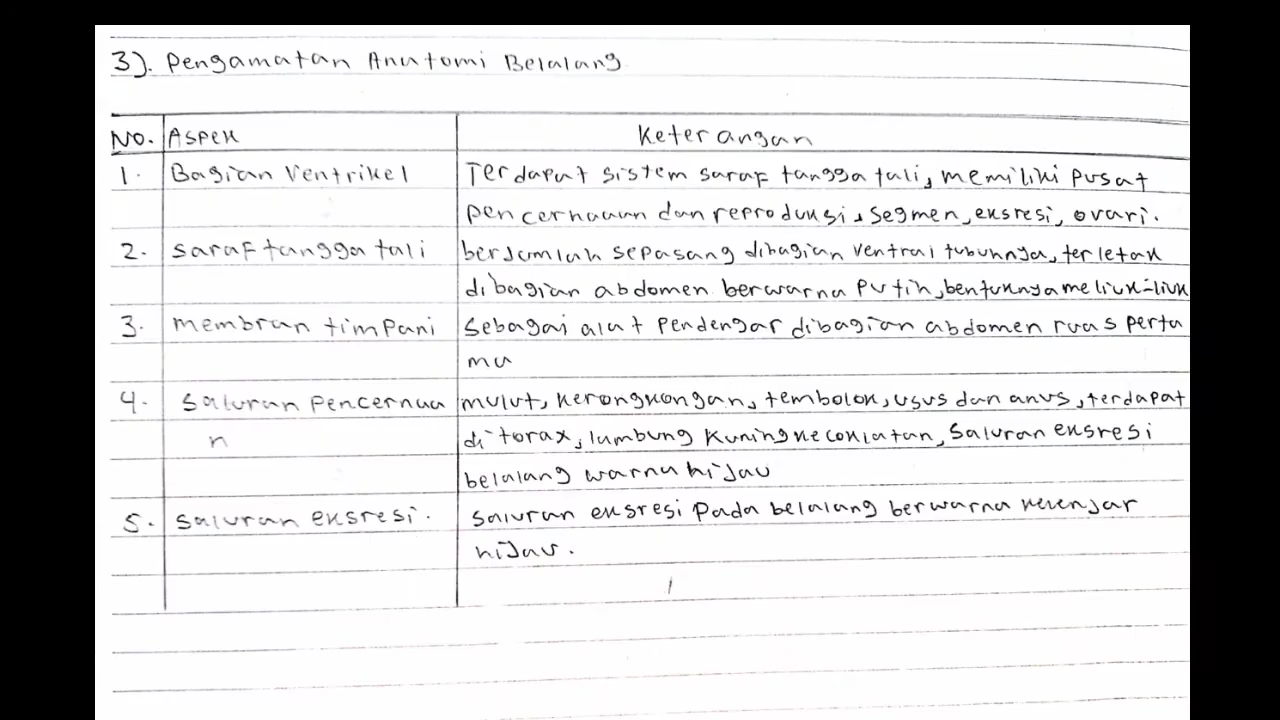 3). Pengamatan Anatomi Belalang
No. Aspek Keterangan
1. Bagian Ventrikel Terdapat sistem saraf tangga tali, memiliki pusat
pencernaan dan reproduksi, segmen, eksresi, ovari.
2. saraf tangga tali berjumlah sepasang dibagian ventral tubuhnya, terletak
dibagian abdomen berwarna putih, bentuknya meliuk-liuk
3. membran timpani sebagai alat pendengar dibagian abdomen ruas perta
ma
4. saluran pencernaa mulut, kerongkongan, tembolok, usus dan anus, terdapat
n di torax, lambung kuning kecoklatan, saluran eksresi
belalang warna hijau
5. saluran eksresi. saluran eksresi pada belalang berwarna
hijau.